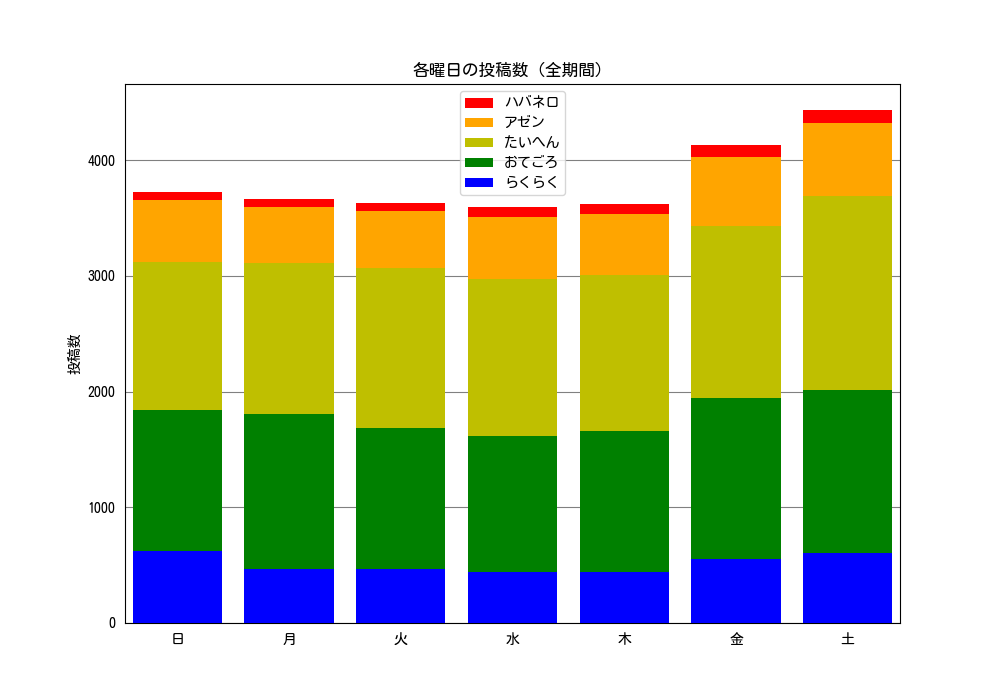 各曜日の投稿数（全期間）
ハバネロ
アゼン
たいへん
おてごろ
らくらく
投稿数
4000
3000
2000
1000
0
日 月 火 水 木 金 土